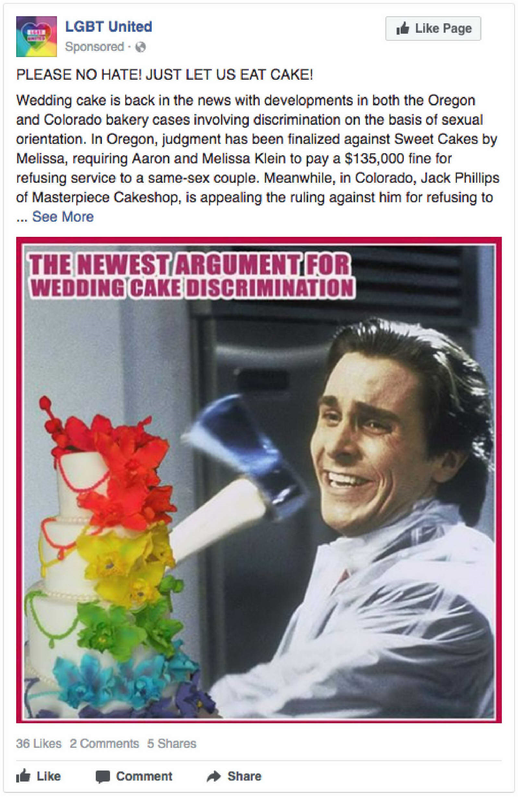 LGBT United
Like Page
Sponsored ·
PLEASE NO HATE! JUST LET US EAT CAKE!
Wedding cake is back in the news with developments in both the Oregon
and Colorado bakery cases involving discrimination on the basis of sexual
orientation. In Oregon, judgment has been finalized against Sweet Cakes by
Melissa, requiring Aaron and Melissa Klein to pay a $135,000 fine for
refusing service to a same-sex couple. Meanwhile, in Colorado, Jack Phillips
of Masterpiece Cakeshop, is appealing the ruling against him for refusing to
... See More
THE NEWEST ARGUMENT FOR
WEDDING CAKE DISCRIMINATION
36 Likes 2 Comments 5 Shares
Like Comment Share